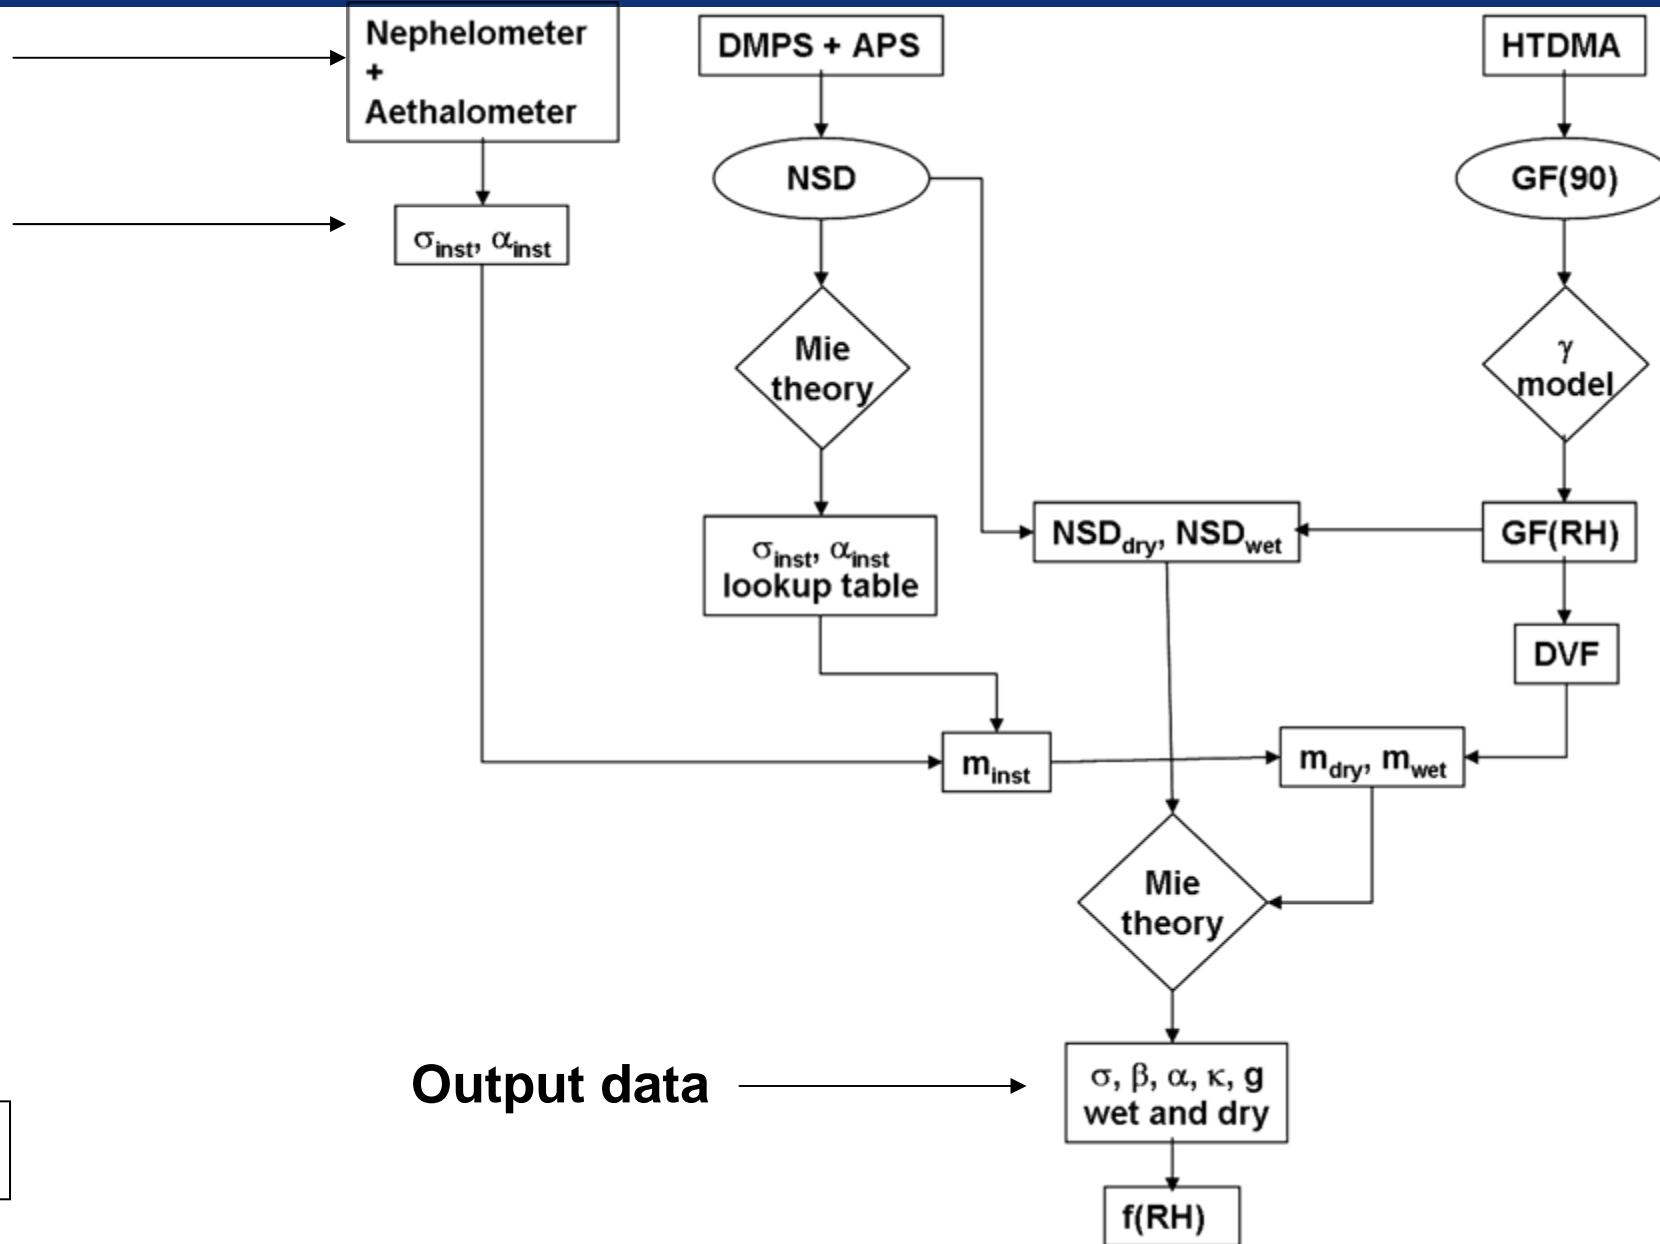 Nephelometer
+
Aethalometer
DMPS + APS
HTDMA
NSD
GF(90)
σinst, αinst
Mie
theory
γ
model
NSDdry, NSDwet
GF(RH)
σinst, αinst
lookup table
DVF
minst
mdry, mwet
Mie
theory
Output data
σ, β, α, κ, g
wet and dry
f(RH)